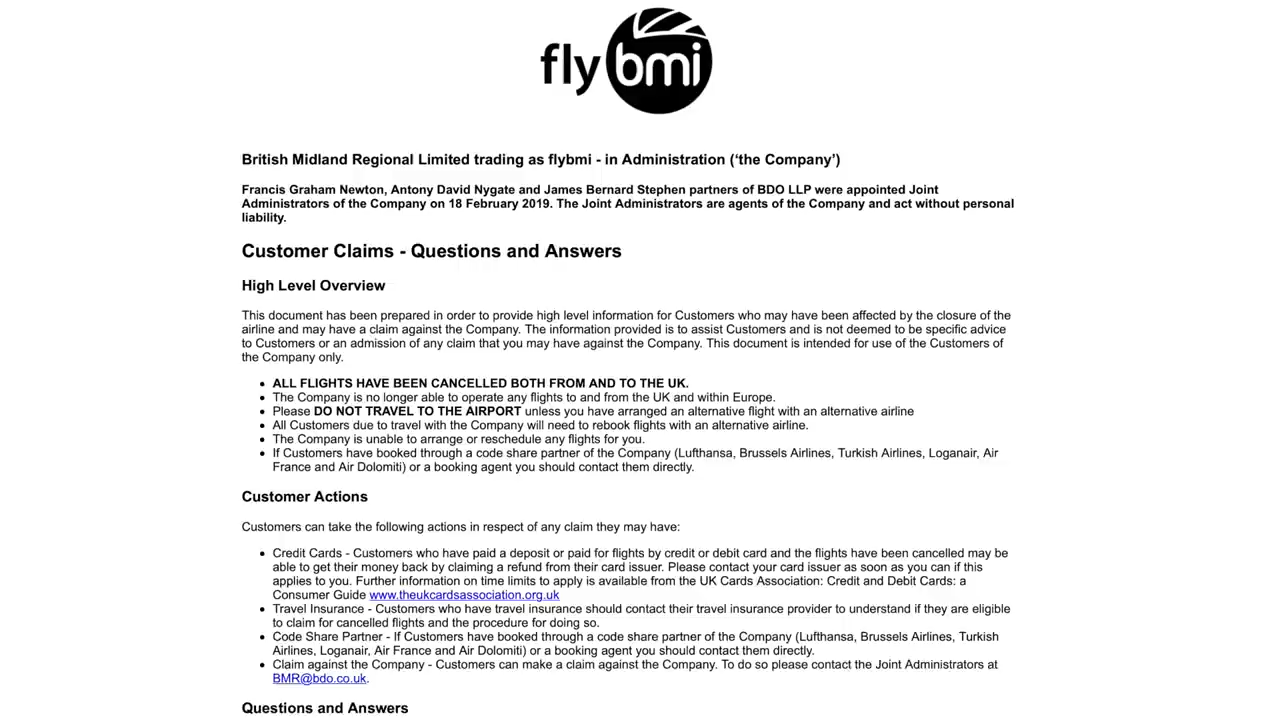 fly bmi
British Midland Regional Limited trading as flybmi - in Administration (‘the Company’)
Francis Graham Newton, Antony David Nygate and James Bernard Stephen partners of BDO LLP were appointed Joint
Administrators of the Company on 18 February 2019. The Joint Administrators are agents of the Company and act without personal
liability.
Customer Claims - Questions and Answers
High Level Overview
This document has been prepared in order to provide high level information for Customers who may have been affected by the closure of the
airline and may have a claim against the Company. The information provided is to assist Customers and is not deemed to be specific advice
to Customers or an admission of any claim that you may have against the Company. This document is intended for use of the Customers of
the Company only.
• ALL FLIGHTS HAVE BEEN CANCELLED BOTH FROM AND TO THE UK.
• The Company is no longer able to operate any flights to and from the UK and within Europe.
• Please DO NOT TRAVEL TO THE AIRPORT unless you have arranged an alternative flight with an alternative airline
• All Customers due to travel with the Company will need to rebook flights with an alternative airline.
• The Company is unable to arrange or reschedule any flights for you.
• If Customers have booked through a code share partner of the Company (Lufthansa, Brussels Airlines, Turkish Airlines, Loganair, Air
France and Air Dolomiti) or a booking agent you should contact them directly.
Customer Actions
Customers can take the following actions in respect of any claim they may have:
• Credit Cards - Customers who have paid a deposit or paid for flights by credit or debit card and the flights have been cancelled may be
able to get their money back by claiming a refund from their card issuer. Please contact your card issuer as soon as you can if this
applies to you. Further information on time limits to apply is available from the UK Cards Association: Credit and Debit Cards: a
Consumer Guide www.theukcardsassociation.org.uk
• Travel Insurance - Customers who have travel insurance should contact their travel insurance provider to understand if they are eligible
to claim for cancelled flights and the procedure for doing so.
• Code Share Partner - If Customers have booked through a code share partner of the Company (Lufthansa, Brussels Airlines, Turkish
Airlines, Loganair, Air France and Air Dolomiti) or a booking agent you should contact them directly.
• Claim against the Company - Customers can make a claim against the Company. To do so please contact the Joint Administrators at
BMR@bdo.co.uk.
Questions and Answers